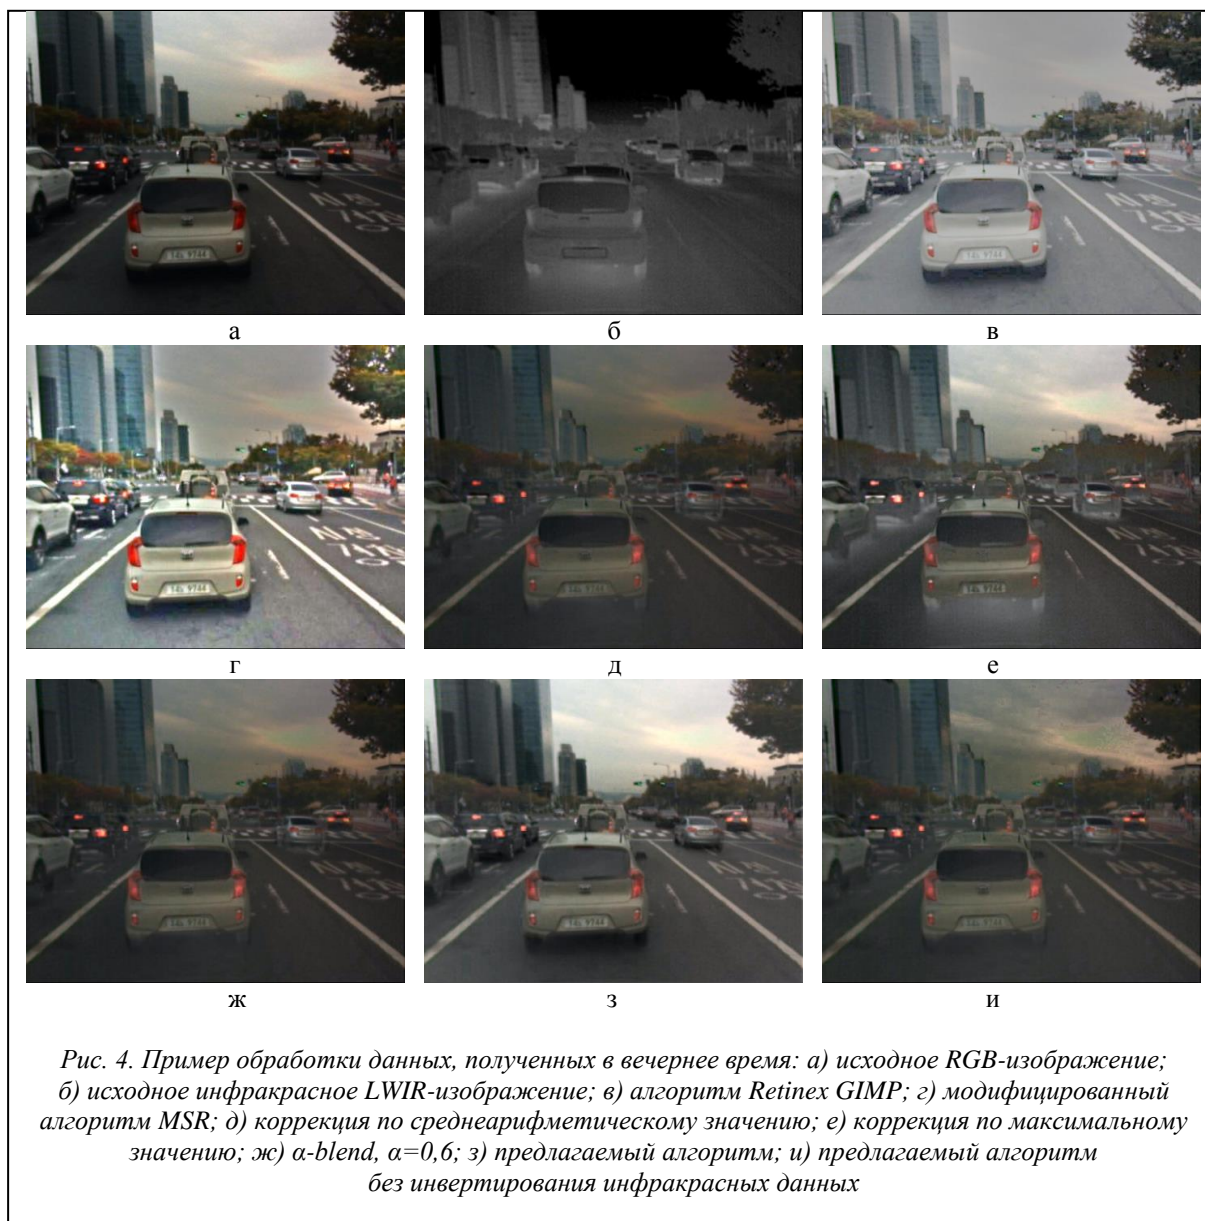 а
б
в
г
д
е
ж
з
и
Рис. 4. Пример обработки данных, полученных в вечернее время: а) исходное RGB-изображение;
б) исходное инфракрасное LWIR-изображение; в) алгоритм Retinex GIMP; г) модифицированный
алгоритм MSR; д) коррекция по среднеарифметическому значению; е) коррекция по максимальному
значению; ж) α-blend, α=0,6; з) предлагаемый алгоритм; и) предлагаемый алгоритм
без инвертирования инфракрасных данных